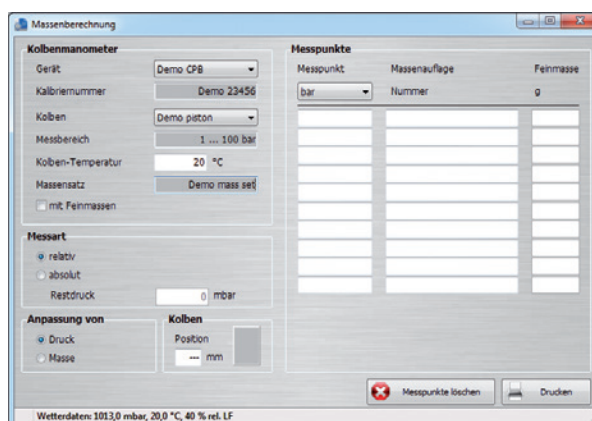 Massenberechnung
Kolbenmanometer
Gerät Demo CPB
Kalibriernummer Demo 23456
Kolben Demo piston
Messbereich 1 ... 100 bar
Kolben-Temperatur 20 °C
Massensatz Demo mass set
mit Feinmassen
Messart
relativ
absolut
Restdruck 0 mbar
Anpassung von
Druck
Masse
Kolben
Position
--- mm
Messpunkte
Messpunkt Massenauflage Feinmasse
bar Nummer g
Messpunkte löschen Drucken
Wetterdaten: 1013,0 mbar, 20,0 °C, 40 % rel. LF